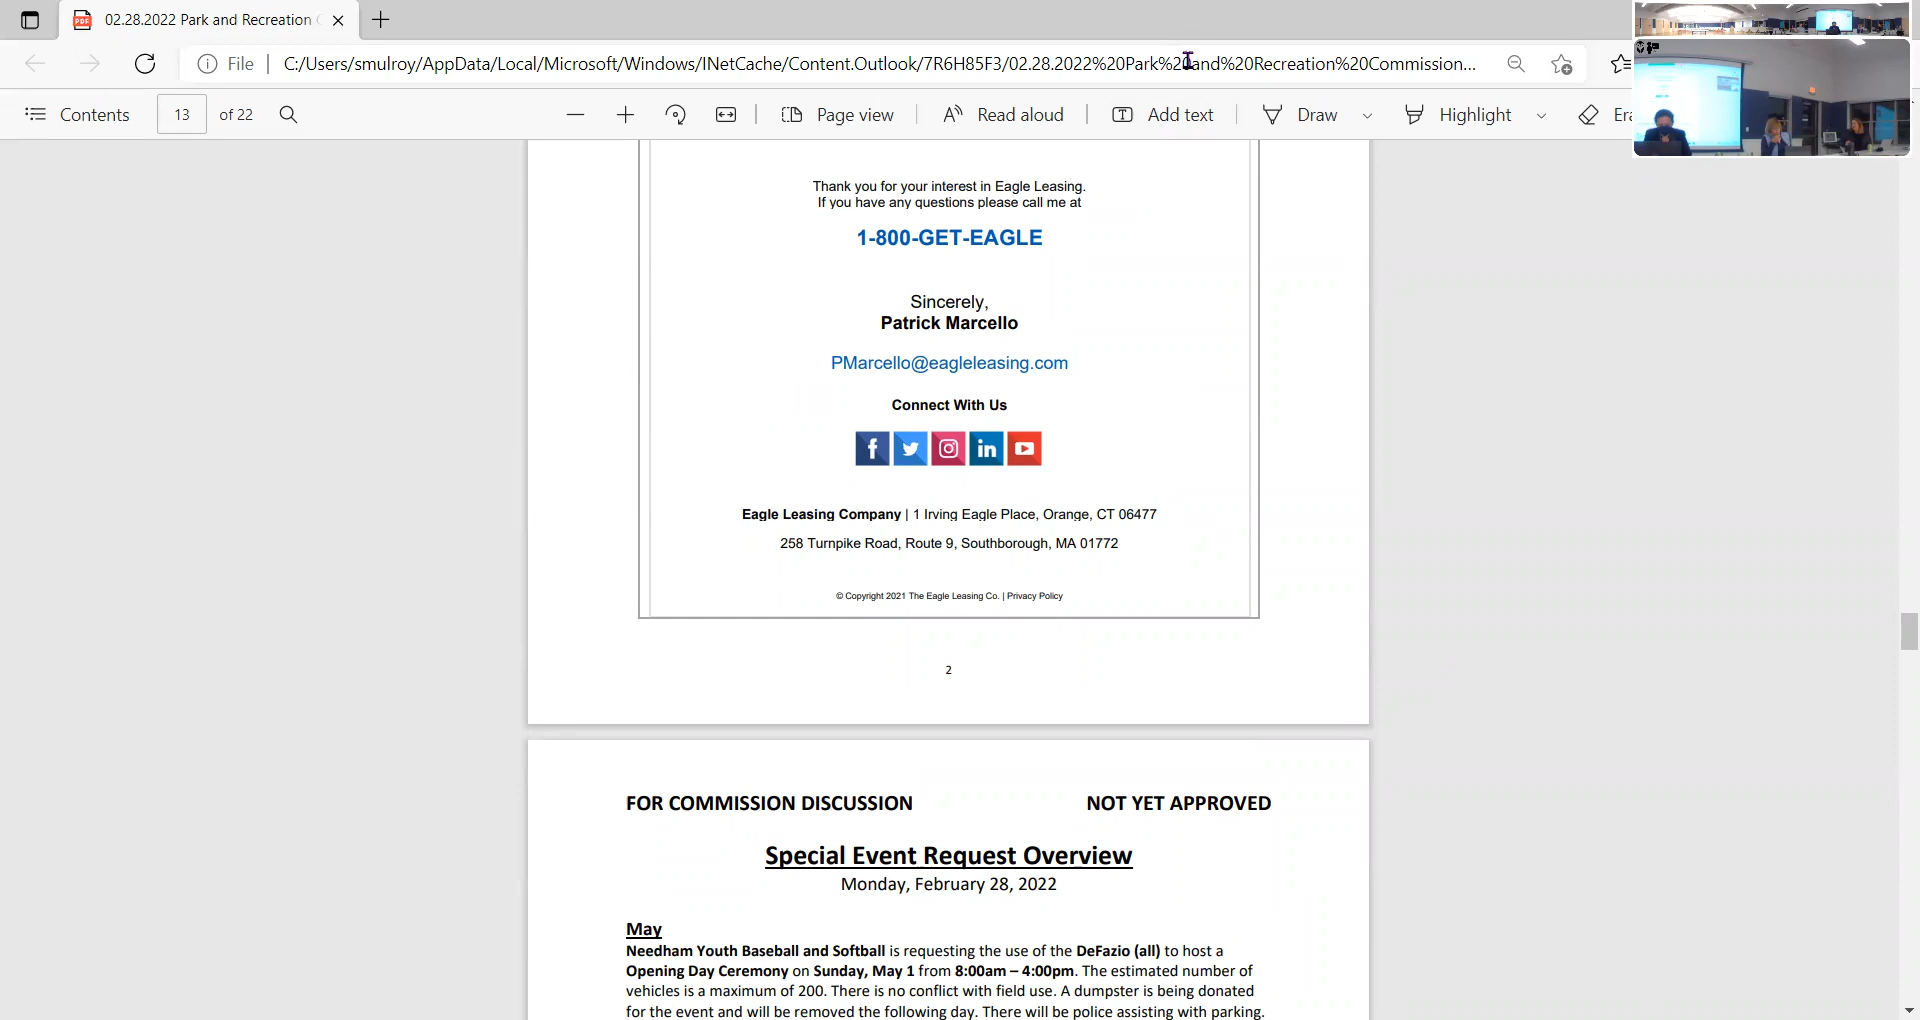 02.28.2022 Park and Recreation
File
C:/Users/smulroy/AppData/Local/Microsoft/Windows/INetCache/Content.Outlook/7R6H85F3/02.28.2022%20Park%20and%20Recreation%20Commission...
Contents
13
of 22
Page view
Read aloud
Add text
Draw
Highlight
Thank you for your interest in Eagle Leasing.
If you have any questions please call me at
1-800-GET-EAGLE
Sincerely,
Patrick Marcello
PMarcello@eagleleasing.com
Connect With Us
Eagle Leasing Company | 1 Irving Eagle Place, Orange, CT 06477
258 Turnpike Road, Route 9, Southborough, MA 01772
© Copyright 2021 The Eagle Leasing Co. | Privacy Policy
2
FOR COMMISSION DISCUSSION
NOT YET APPROVED
Special Event Request Overview
Monday, February 28, 2022
May
Needham Youth Baseball and Softball is requesting the use of the DeFazio (all) to host a
Opening Day Ceremony on Sunday, May 1 from 8:00am – 4:00pm. The estimated number of
vehicles is a maximum of 200. There is no conflict with field use. A dumpster is being donated
for the event and will be removed the following day. There will be police assisting with parking.